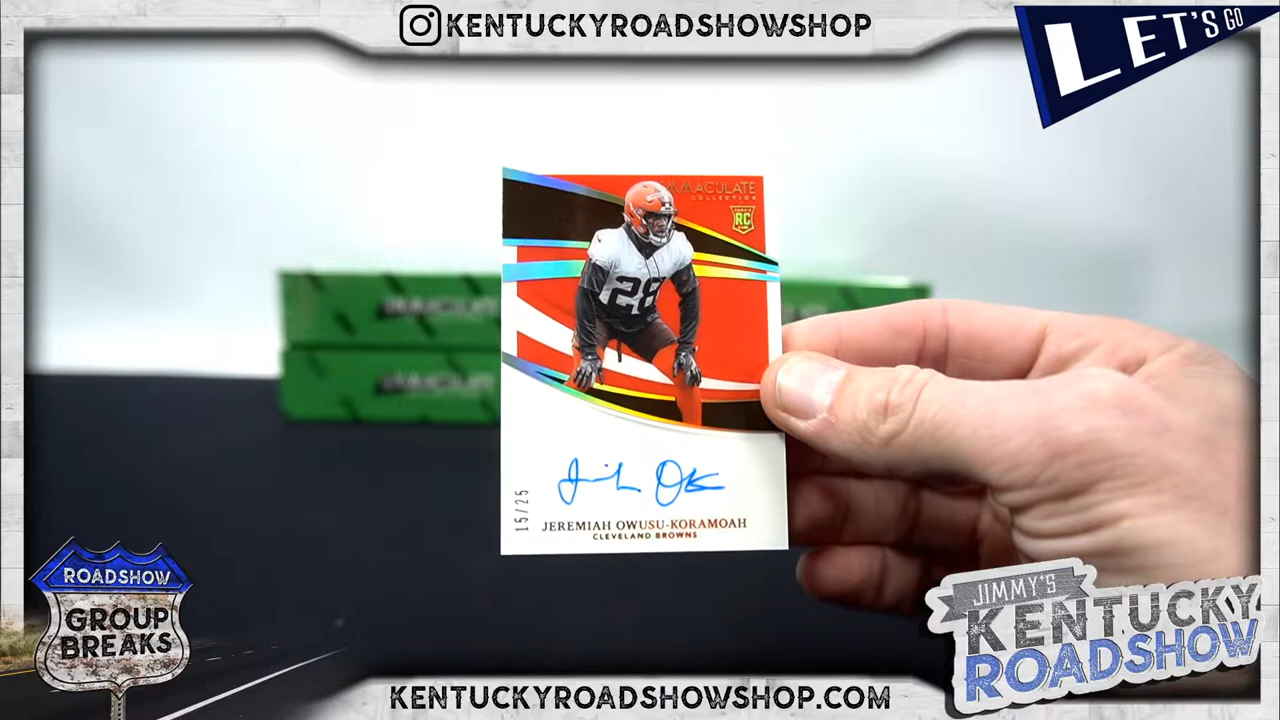 KENTUCKYROADSHOWSHOP
LET'S GO
IMMACULATE
COLLECTION
RC
28
15/25
JEREMIAH OWUSU-KORAMOAH
CLEVELAND BROWNS
ROADSHOW
GROUP
BREAKS
JIMMY'S
KENTUCKY
ROADSHOW
KENTUCKYROADSHOWSHOP.COM